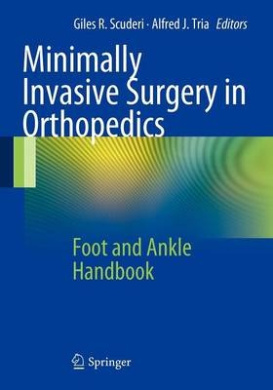 Giles R. Scuderi · Alfred J. Tria Editors
Minimally
Invasive Surgery in
Orthopedics
Foot and Ankle
Handbook
Springer